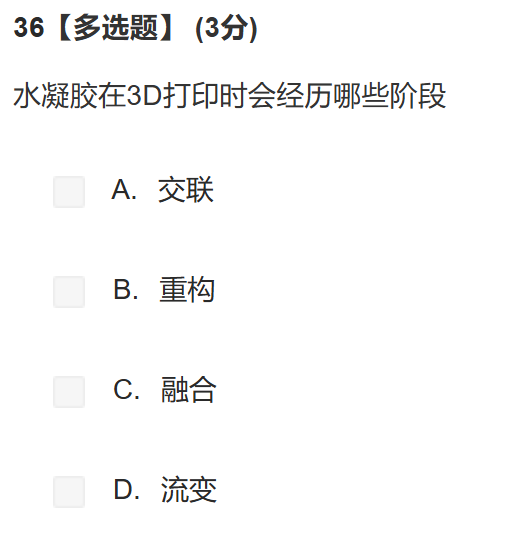 36【多选题】 (3分)
水凝胶在3D打印时会经历哪些阶段
A. 交联
B. 重构
C. 融合
D. 流变